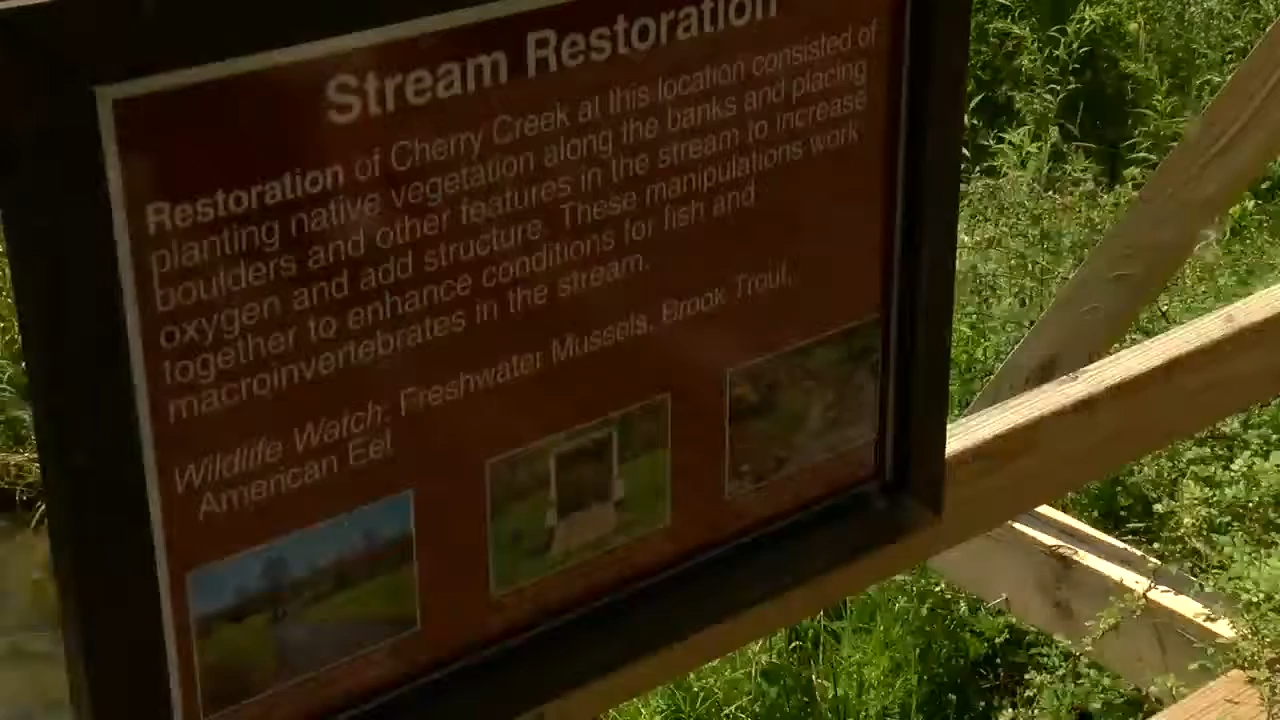 Stream Restoration
Restoration of Cherry Creek at this location consisted of
planting native vegetation along the banks and placing
boulders and other features in the stream to increase
oxygen and add structure. These manipulations work
together to enhance conditions for fish and
macroinvertebrates in the stream.
Wildlife Watch: Freshwater Mussels, Brook Trout,
American Eel